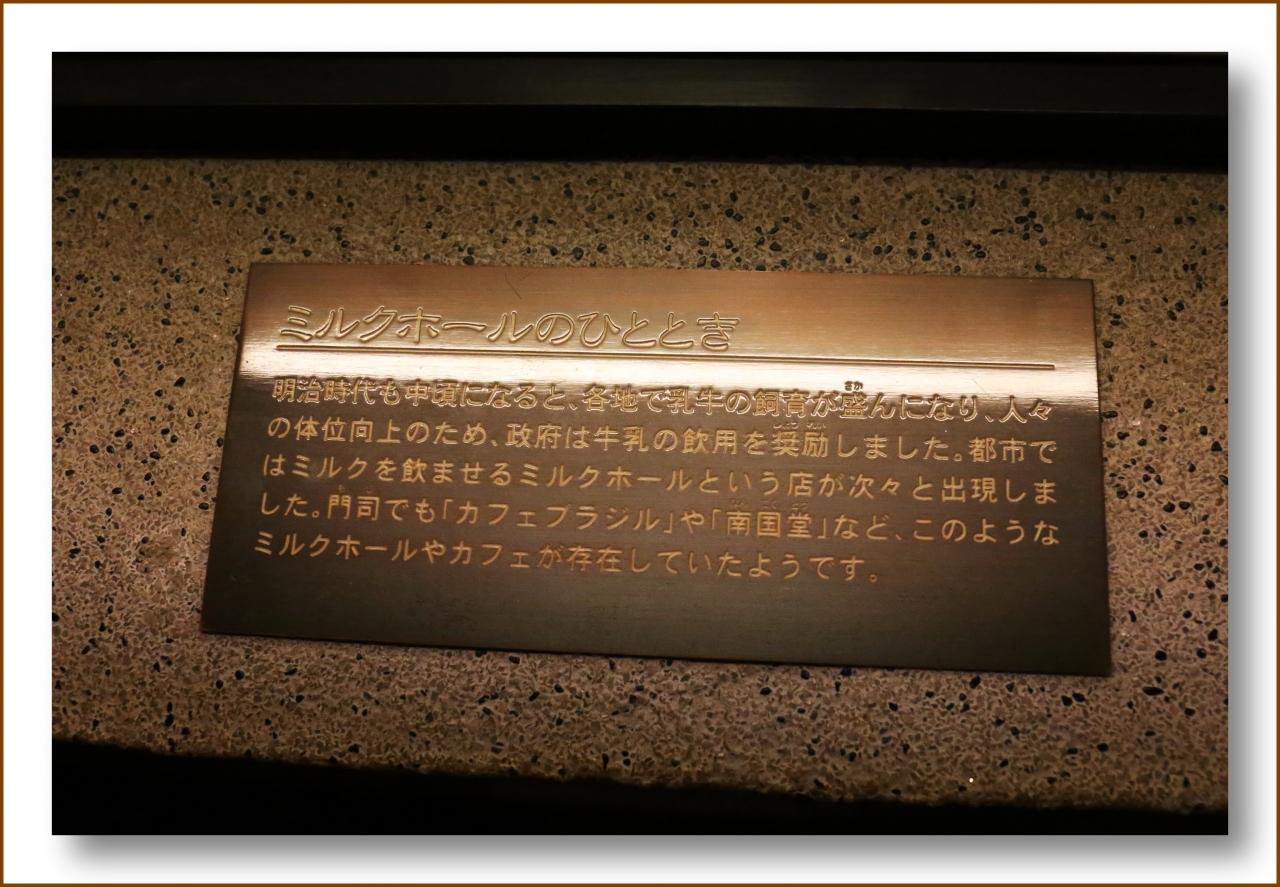 ミルクホールのひととき
明治時代も中頃になると、各地で乳牛の飼育が盛んになり、人々
の体位向上のため、政府は牛乳の飲用を奨励しました。都市で
はミルクを飲ませるミルクホールという店が次々と出現しま
した。門司でも「カフェブラジル」や「南国堂」など、このような
ミルクホールやカフェが存在していたようです。